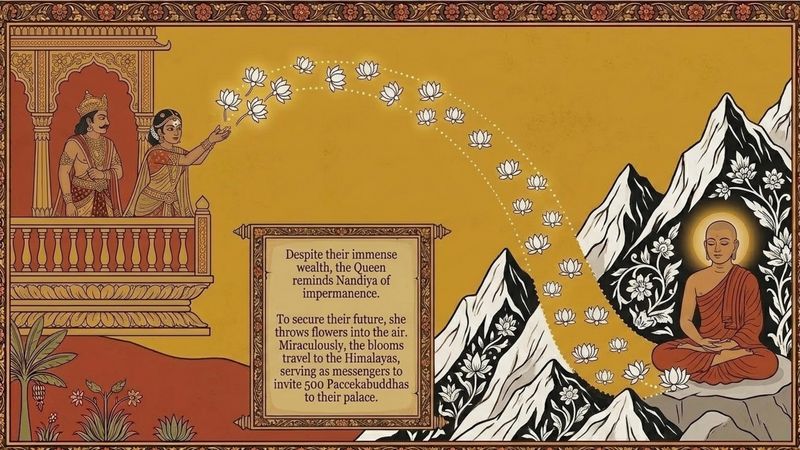 Despite their immense
wealth, the Queen
reminds Nandiya of
impermanence.
To secure their future, she
throws flowers into the air.
Miraculously, the blooms
travel to the Himalayas,
serving as messengers to
invite 500 Paccekabuddhas
to their palace.